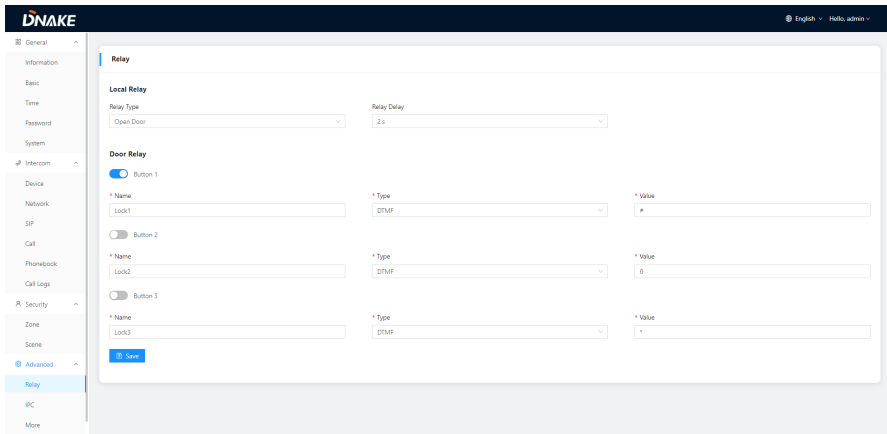 DNAKE
English
Hello, admin
General
Information
Basic
Time
Password
System
Intercom
Device
Network
SIP
Call
Phonebook
Call Logs
Security
Zone
Scene
Advanced
Relay
IPC
More
Relay
Local Relay
Relay Type
Relay Delay
Open Door
2 s
Door Relay
Button 1
* Name
* Type
* Value
Lock1
DTMF
#
Button 2
* Name
* Type
* Value
Lock2
DTMF
0
Button 3
* Name
* Type
* Value
Lock3
DTMF
*
Save